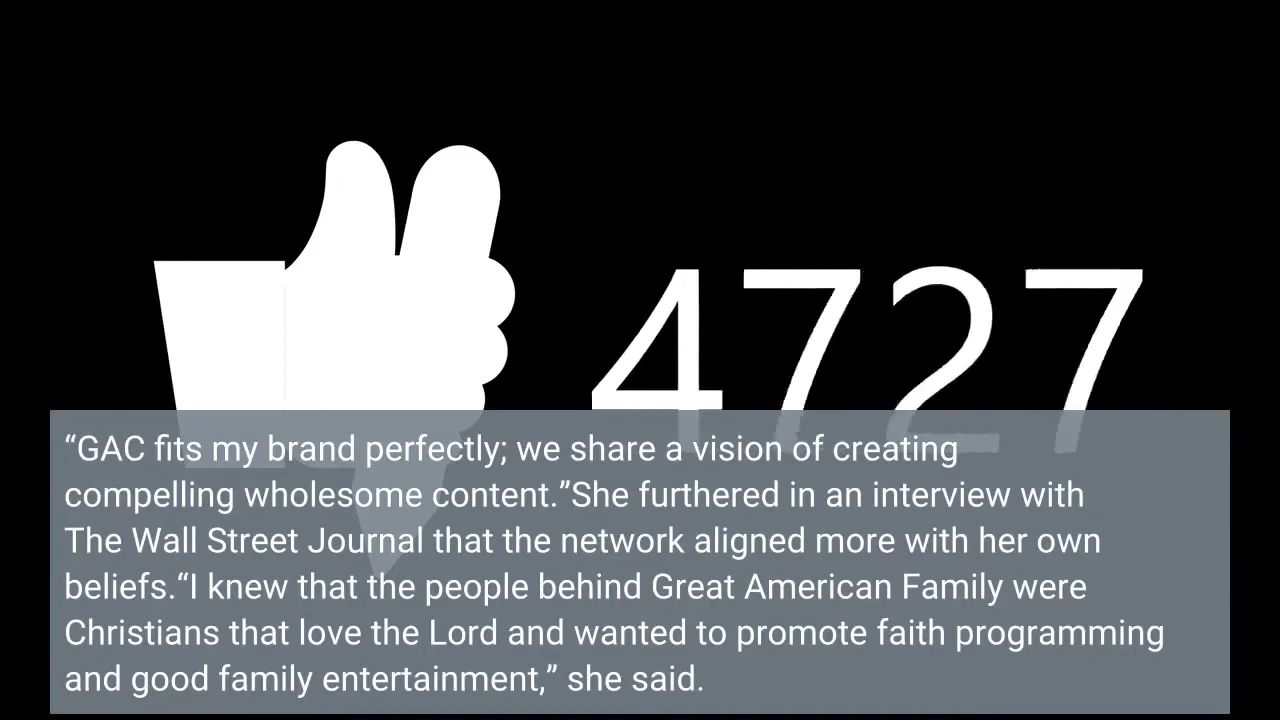 4727
“GAC fits my brand perfectly; we share a vision of creating
compelling wholesome content.”She furthered in an interview with
The Wall Street Journal that the network aligned more with her own
beliefs.“I knew that the people behind Great American Family were
Christians that love the Lord and wanted to promote faith programming
and good family entertainment,” she said.